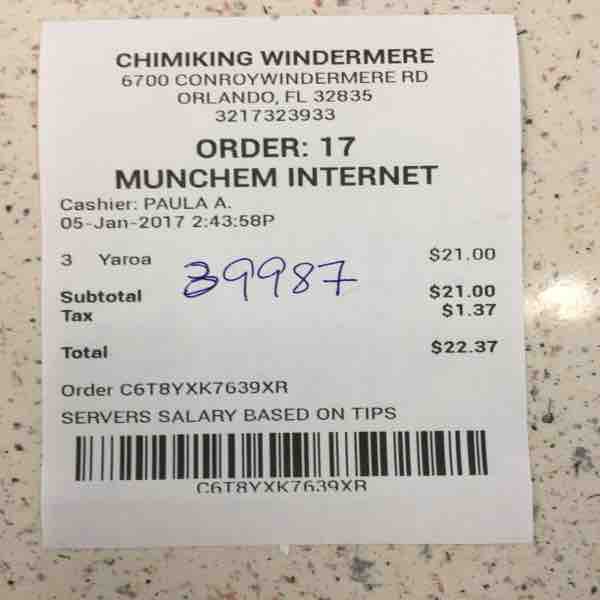 CHIMIKING WINDERMERE
6700 CONROYWINDERMERE RD
ORLANDO, FL 32835
3217323933
ORDER: 17
MUNCHEM INTERNET
Cashier: PAULA A.
05-Jan-2017 2:43:58P
3 Yaroa $21.00
39987
Subtotal $21.00
Tax $1.37
Total $22.37
Order C6T8YXK7639XR
SERVERS SALARY BASED ON TIPS
C6T8YXK7639XR